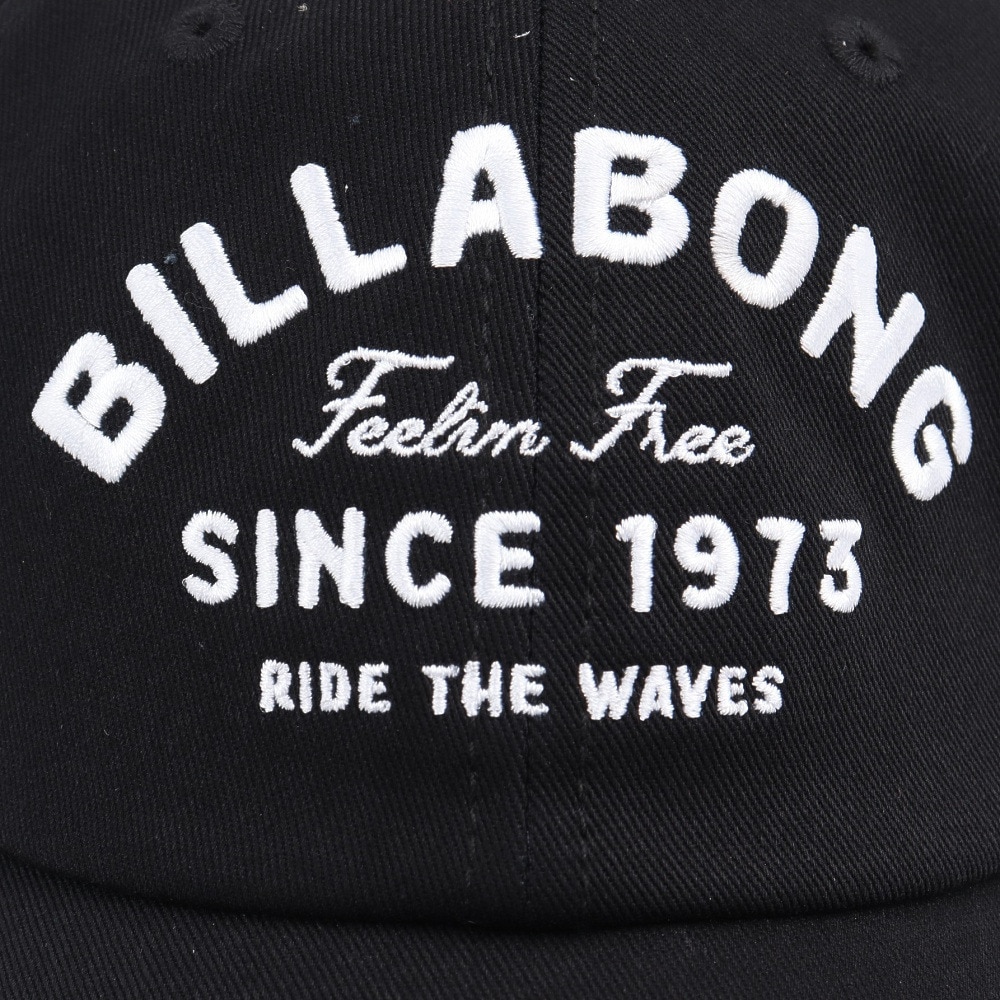 BILLABONG
Feelin Free
SINCE 1973
RIDE THE WAVES